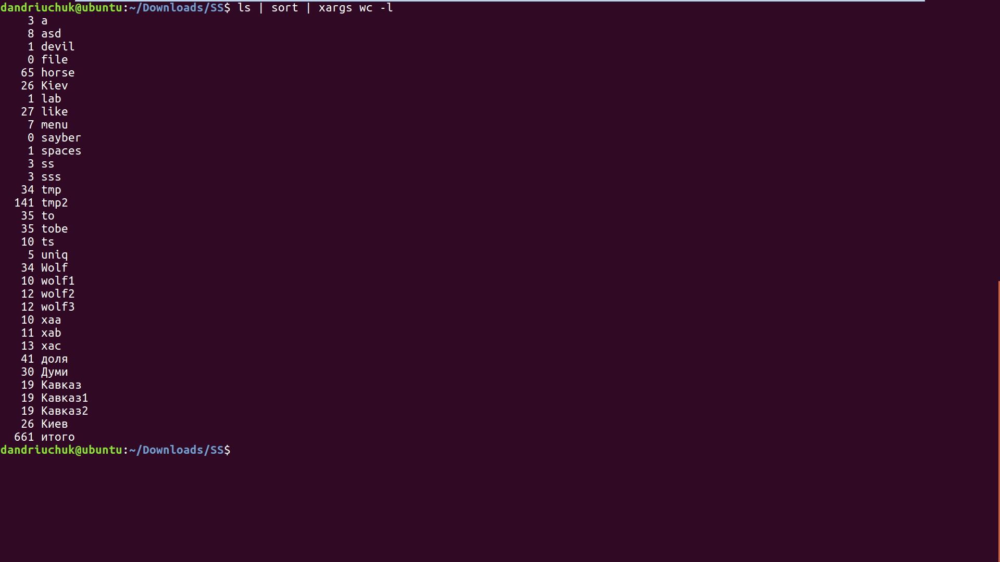 dandriuchuk@ubuntu:~/Downloads/SS$ ls | sort | xargs wc -l
3 a
8 asd
1 devil
0 file
65 horse
26 Kiev
1 lab
27 like
7 menu
0 sayber
1 spaces
3 ss
3 sss
34 tmp
141 tmp2
35 to
35 tobe
10 ts
5 uniq
34 Wolf
10 wolf1
12 wolf2
12 wolf3
10 xaa
11 xab
13 xac
41 доля
30 Думи
19 Кавказ
19 Кавказ1
19 Кавказ2
26 Киев
661 итого
dandriuchuk@ubuntu:~/Downloads/SS$